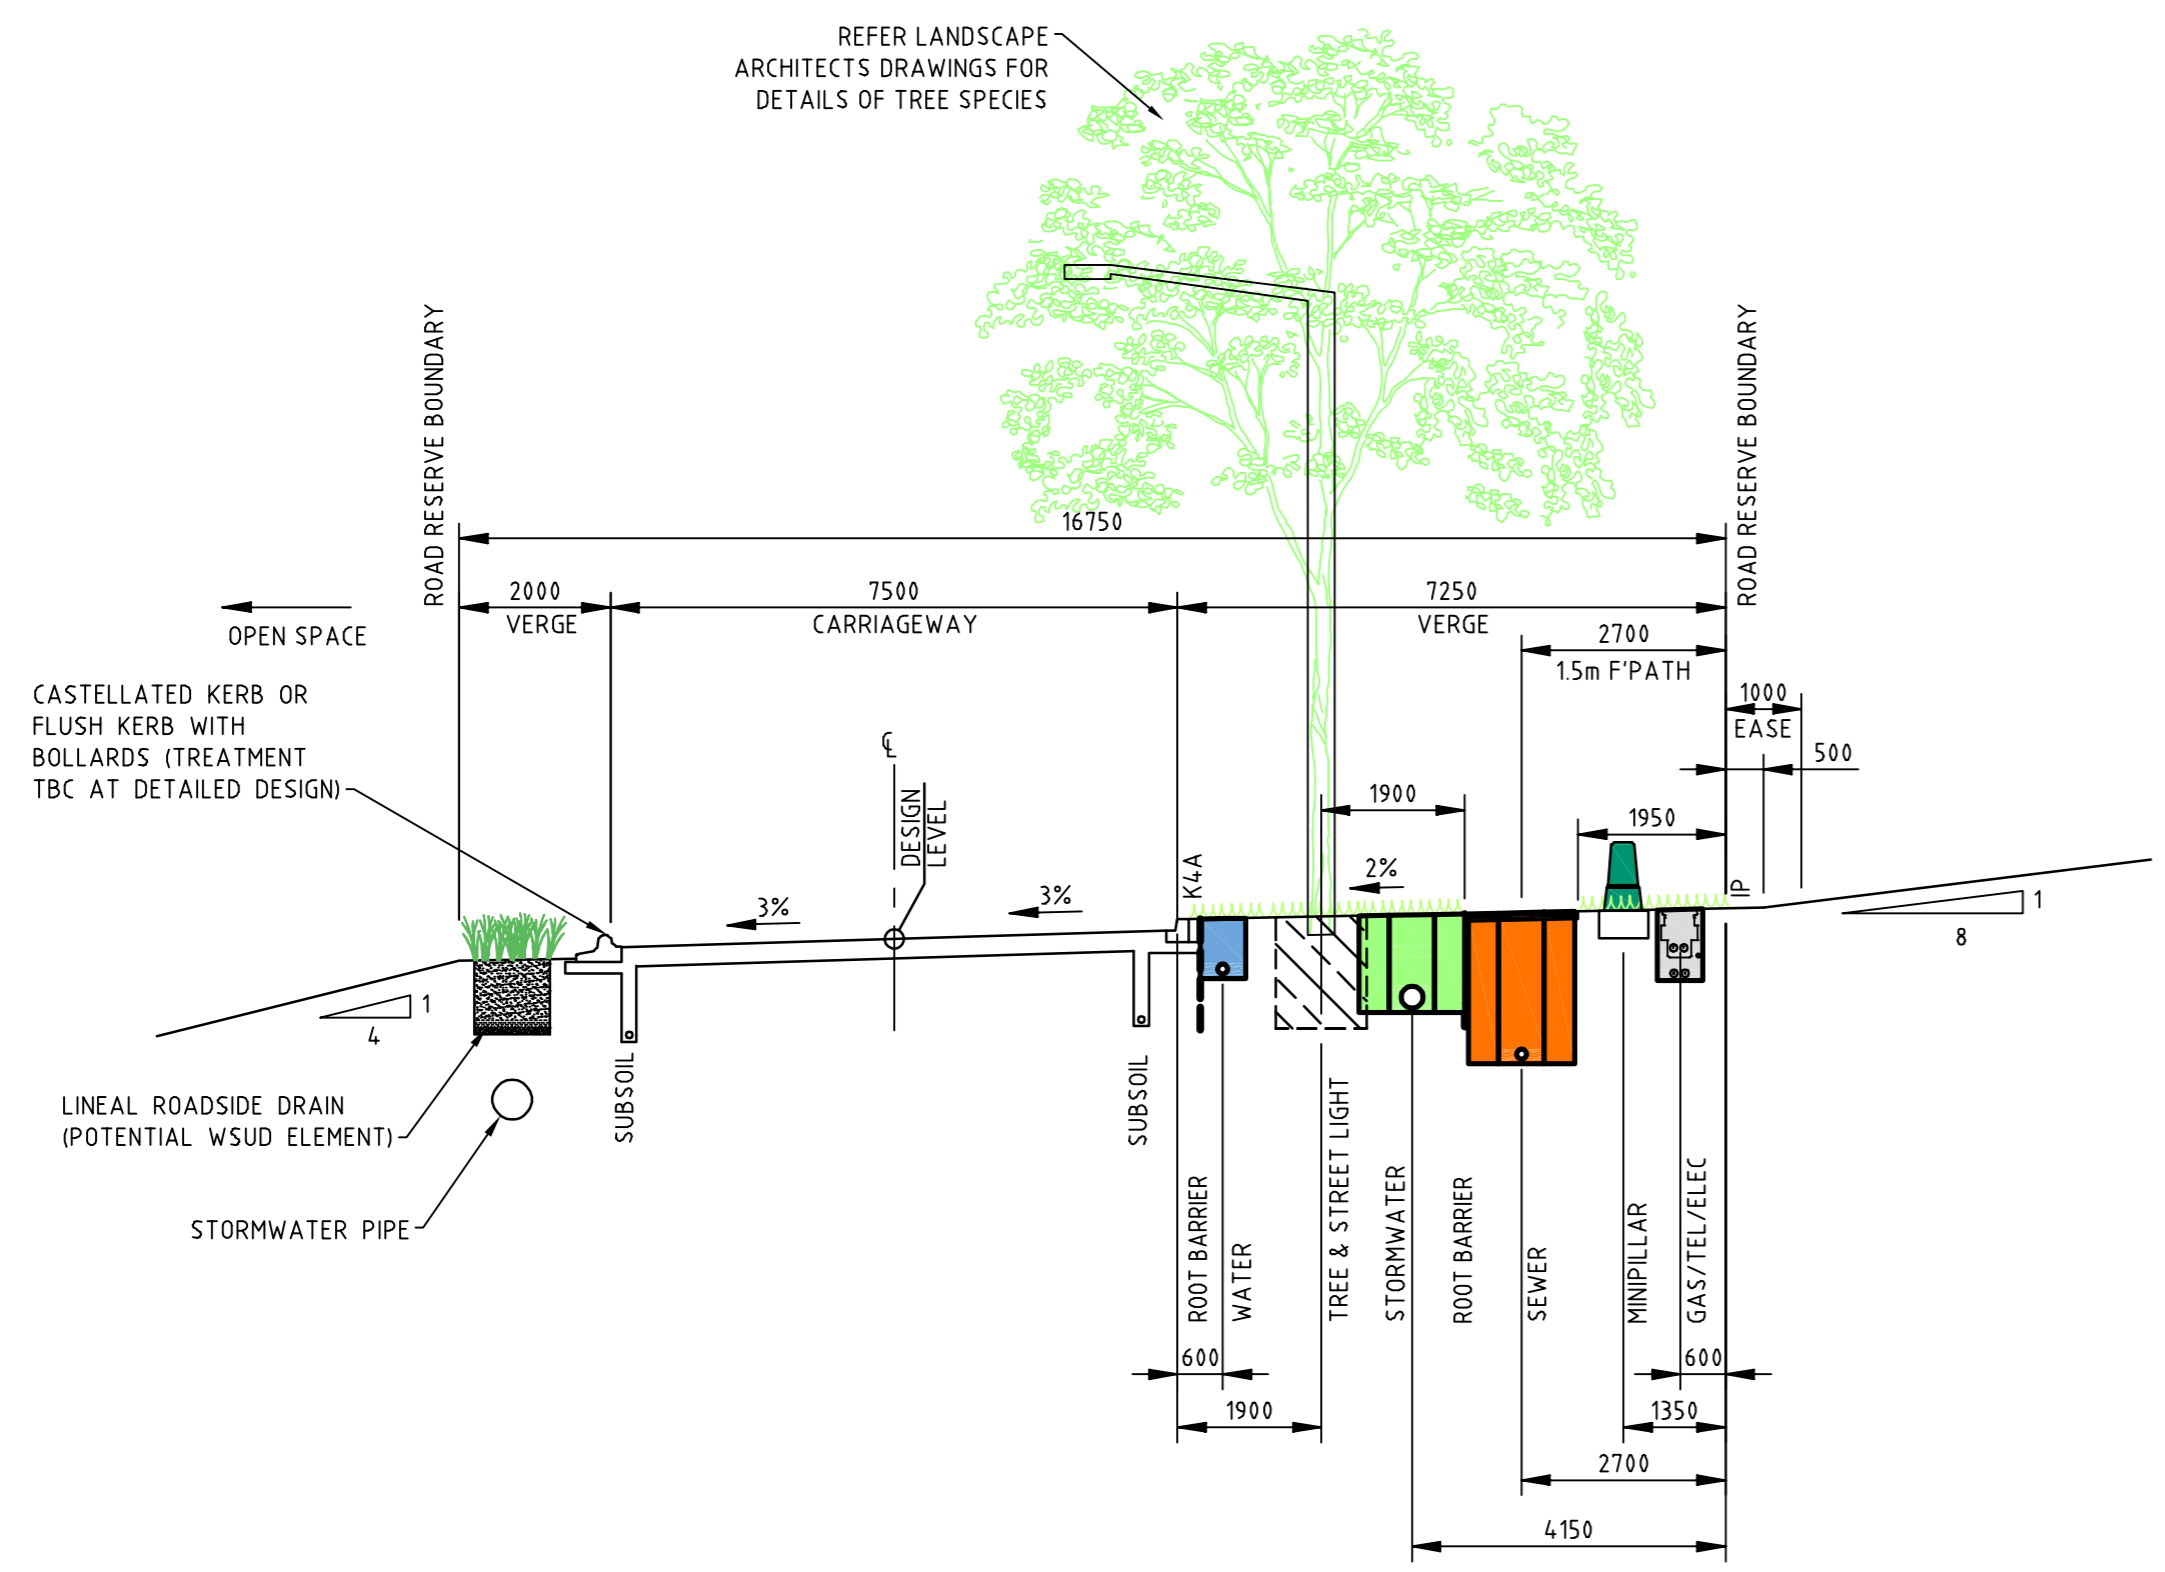 REFER LANDSCAPE
ARCHITECTS DRAWINGS FOR
DETAILS OF TREE SPECIES
ROAD RESERVE BOUNDARY
ROAD RESERVE BOUNDARY
16750
2000
7500
7250
VERGE
CARRIAGEWAY
VERGE
OPEN SPACE
2700
1.5m F'PATH
1000
EASE
500
CASTELLATED KERB OR
FLUSH KERB WITH
BOLLARDS (TREATMENT
TBC AT DETAILED DESIGN)
℄
DESIGN
LEVEL
1900
1950
K4A
2%
IP
3%
3%
1
4
1
8
LINEAL ROADSIDE DRAIN
(POTENTIAL WSUD ELEMENT)
STORMWATER PIPE
SUBSOIL
SUBSOIL
ROOT BARRIER
WATER
TREE & STREET LIGHT
STORMWATER
ROOT BARRIER
SEWER
MINIPILLAR
GAS/TEL/ELEC
600
600
1900
1350
2700
4150